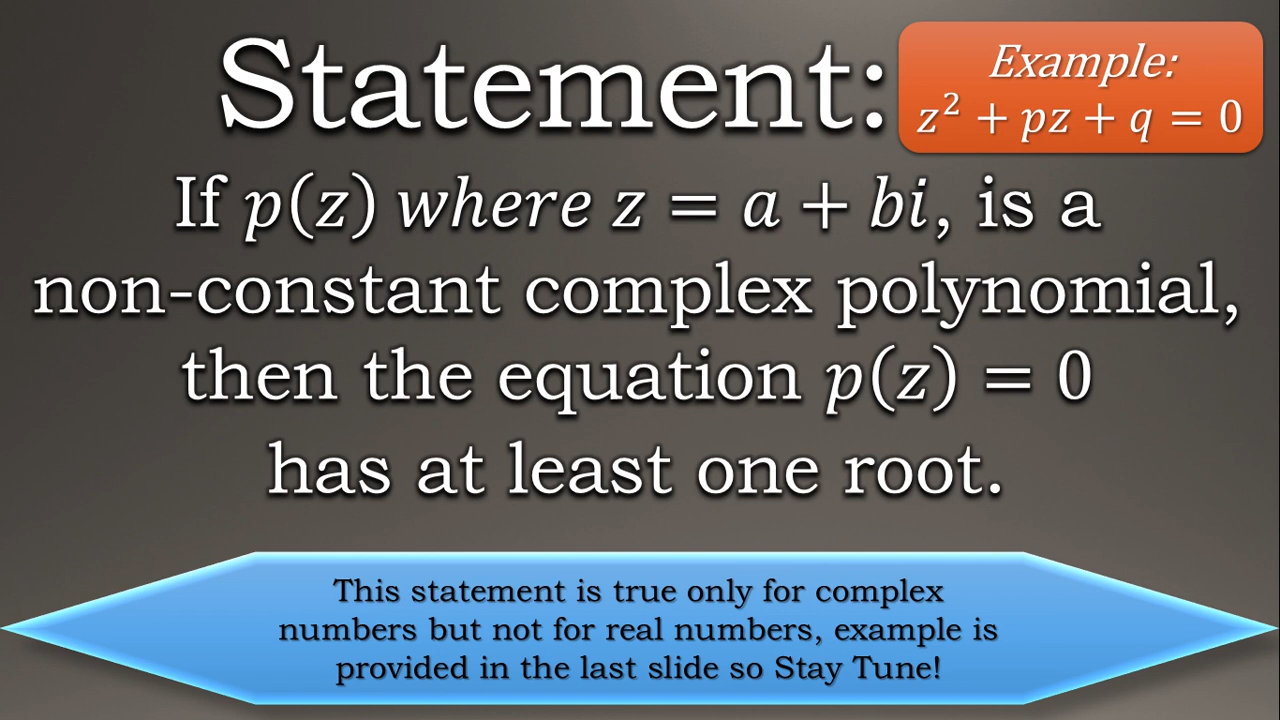 Statement:
Example:
z² + pz + q = 0
If p(z) where z = a + bi, is a
non-constant complex polynomial,
then the equation p(z) = 0
has at least one root.
This statement is true only for complex
numbers but not for real numbers, example is
provided in the last slide so Stay Tune!